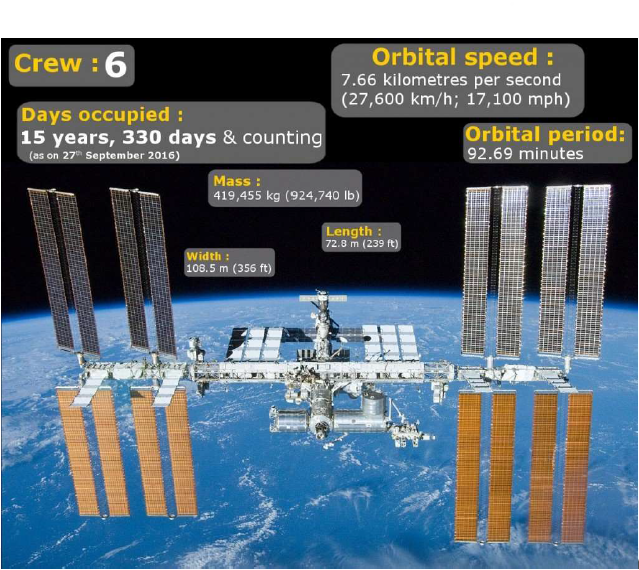 Crew : 6
Orbital speed :
7.66 kilometres per second
(27,600 km/h; 17,100 mph)
Days occupied :
15 years, 330 days & counting
(as on 27th September 2016)
Orbital period:
92.69 minutes
Mass :
419,455 kg (924,740 lb)
Length :
72.8 m (239 ft)
Width :
108.5 m (356 ft)